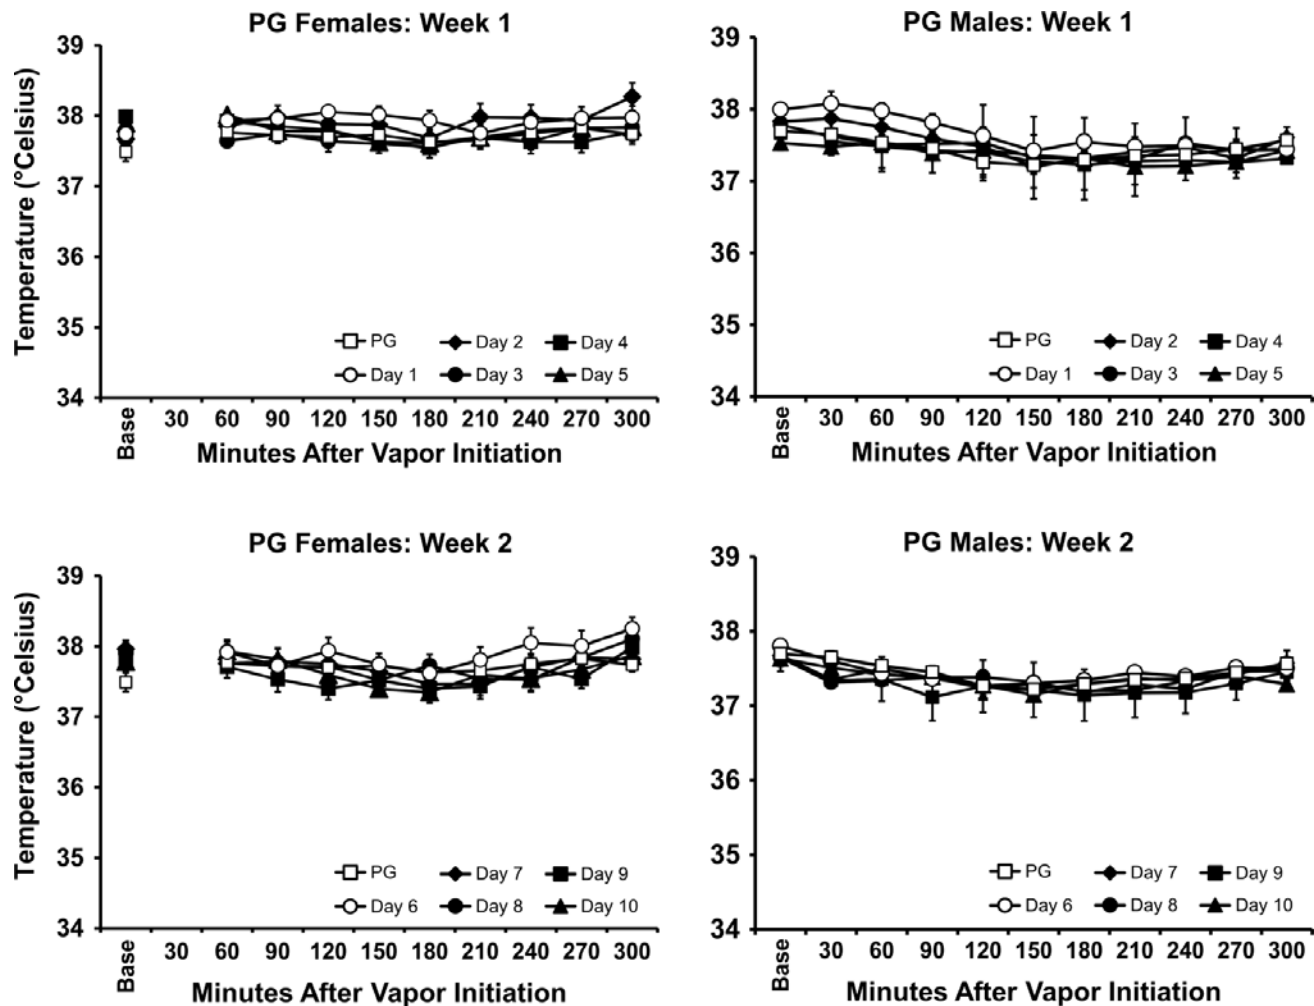 PG Females: Week 1
39
38
37
36
35
34
Temperature (°Celsius)
PG Day 2 Day 4
Day 1 Day 3 Day 5
Base 30 60 90 120 150 180 210 240 270 300
Minutes After Vapor Initiation
PG Males: Week 1
39
38
37
36
35
34
PG Day 2 Day 4
Day 1 Day 3 Day 5
Base 30 60 90 120 150 180 210 240 270 300
Minutes After Vapor Initiation
PG Females: Week 2
39
38
37
36
35
34
Temperature (°Celsius)
PG Day 7 Day 9
Day 6 Day 8 Day 10
Base 30 60 90 120 150 180 210 240 270 300
Minutes After Vapor Initiation
PG Males: Week 2
39
38
37
36
35
34
PG Day 7 Day 9
Day 6 Day 8 Day 10
Base 30 60 90 120 150 180 210 240 270 300
Minutes After Vapor Initiation